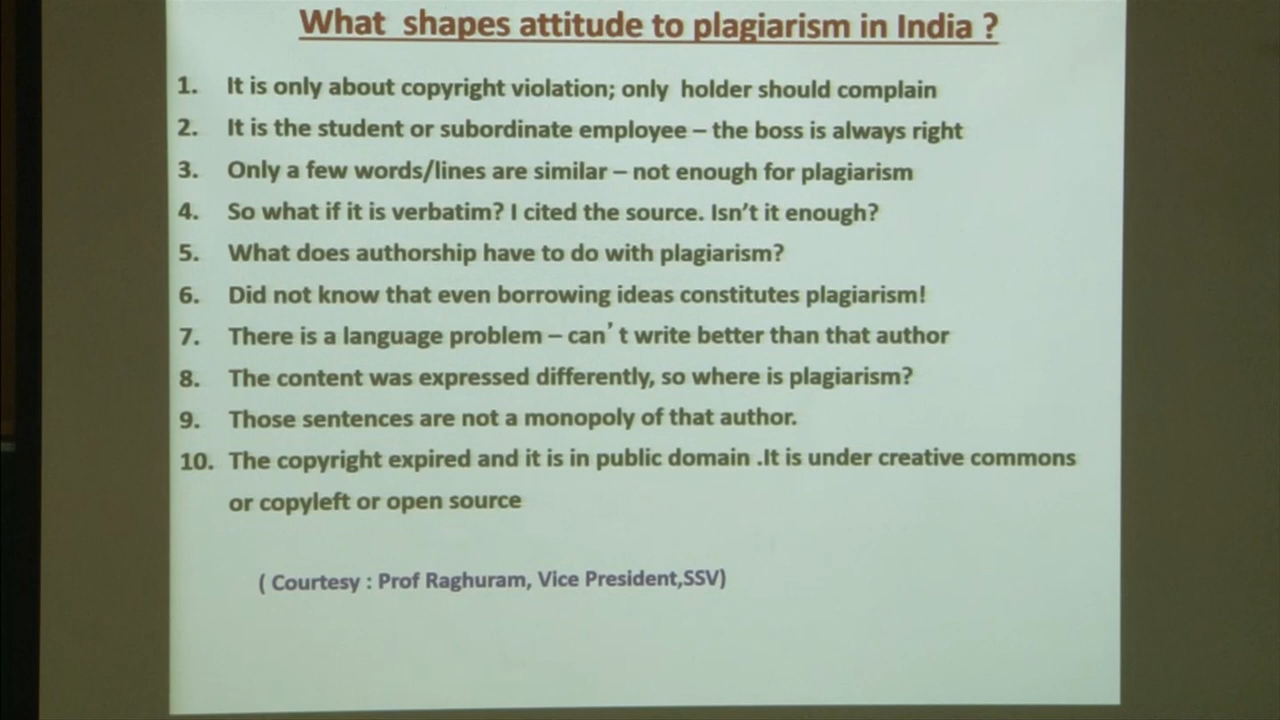 What shapes attitude to plagiarism in India ?
1. It is only about copyright violation; only holder should complain
2. It is the student or subordinate employee – the boss is always right
3. Only a few words/lines are similar – not enough for plagiarism
4. So what if it is verbatim? I cited the source. Isn't it enough?
5. What does authorship have to do with plagiarism?
6. Did not know that even borrowing ideas constitutes plagiarism!
7. There is a language problem – can' t write better than that author
8. The content was expressed differently, so where is plagiarism?
9. Those sentences are not a monopoly of that author.
10. The copyright expired and it is in public domain .It is under creative commons
or copyleft or open source
( Courtesy : Prof Raghuram, Vice President,SSV)